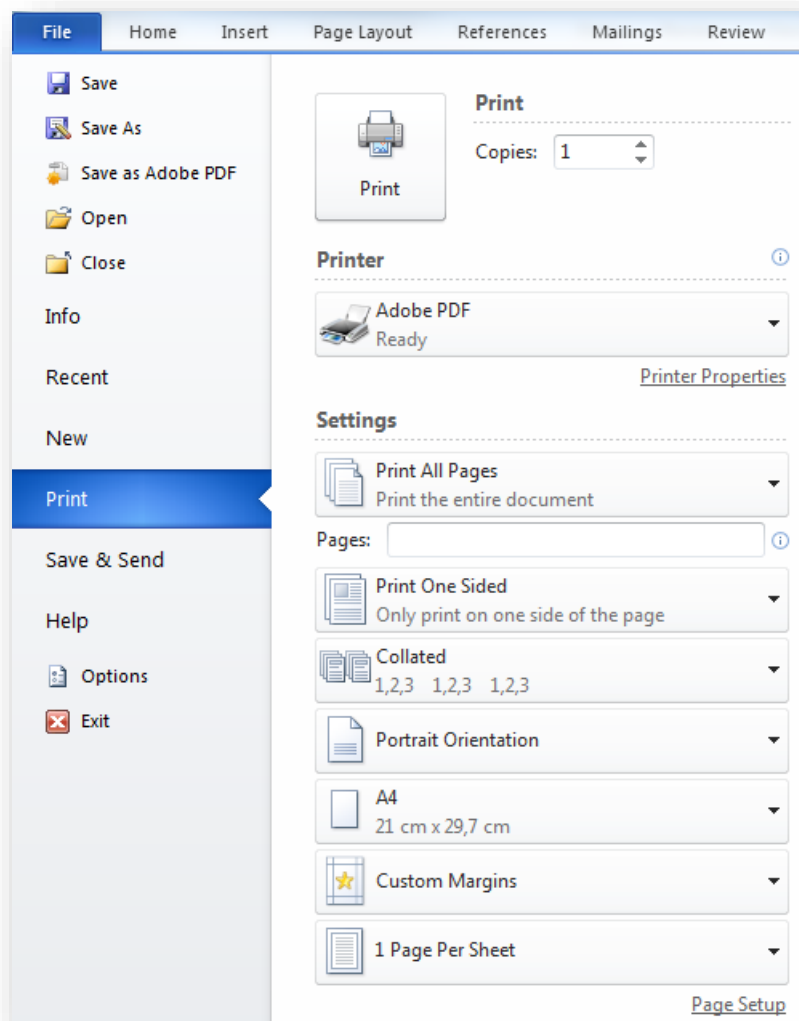 File Home Insert Page Layout References Mailings Review
Save
Save As
Save as Adobe PDF
Open
Close
Info
Recent
New
Print
Save & Send
Help
Options
Exit
Print
Print
Copies: 1
Printer
Adobe PDF
Ready
Printer Properties
Settings
Print All Pages
Print the entire document
Pages:
Print One Sided
Only print on one side of the page
Collated
1,2,3 1,2,3 1,2,3
Portrait Orientation
A4
21 cm x 29,7 cm
Custom Margins
1 Page Per Sheet
Page Setup